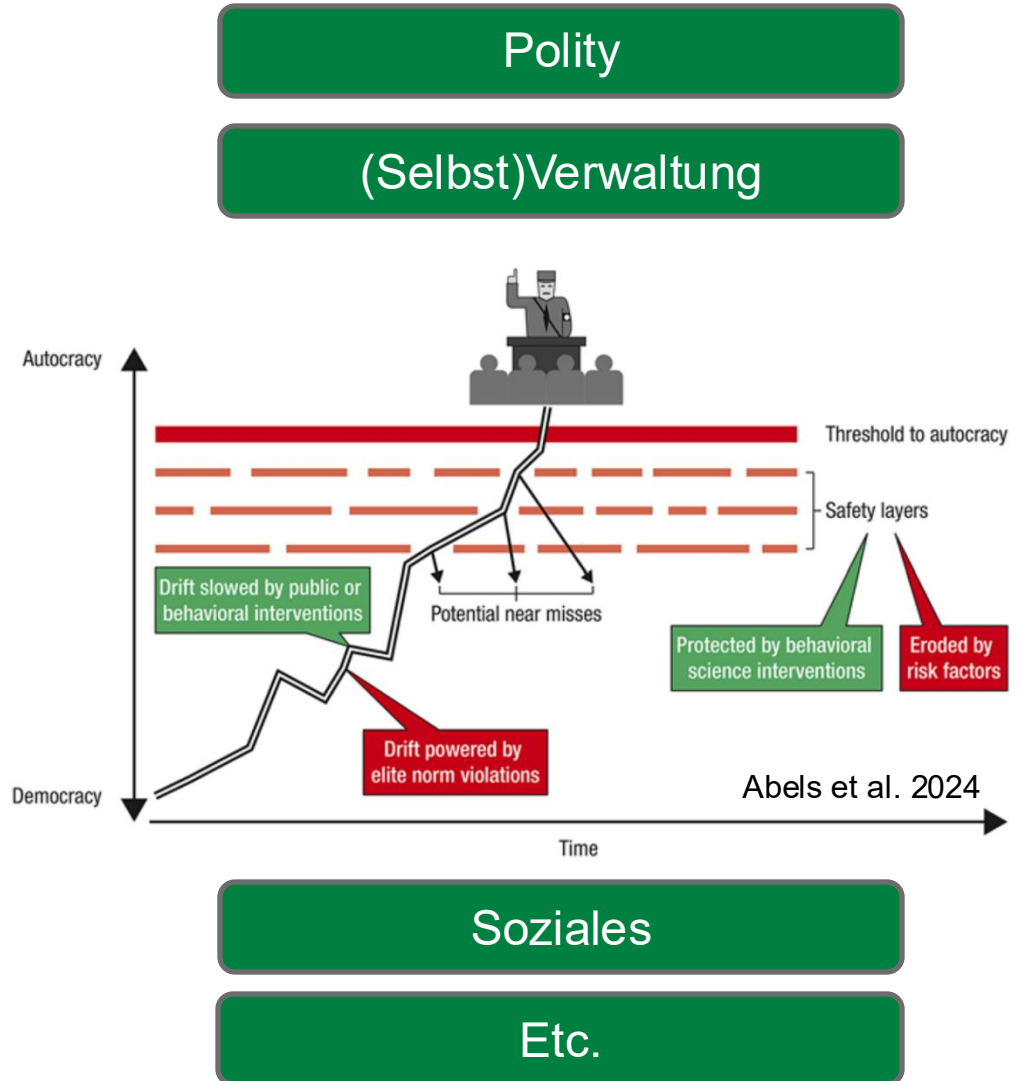 Polity
(Selbst)Verwaltung
Autocracy
Threshold to autocracy
Safety layers
Drift slowed by public or
behavioral interventions
Potential near misses
Protected by behavioral
science interventions
Eroded by
risk factors
Drift powered by
elite norm violations
Democracy
Abels et al. 2024
Time
Soziales
Etc.